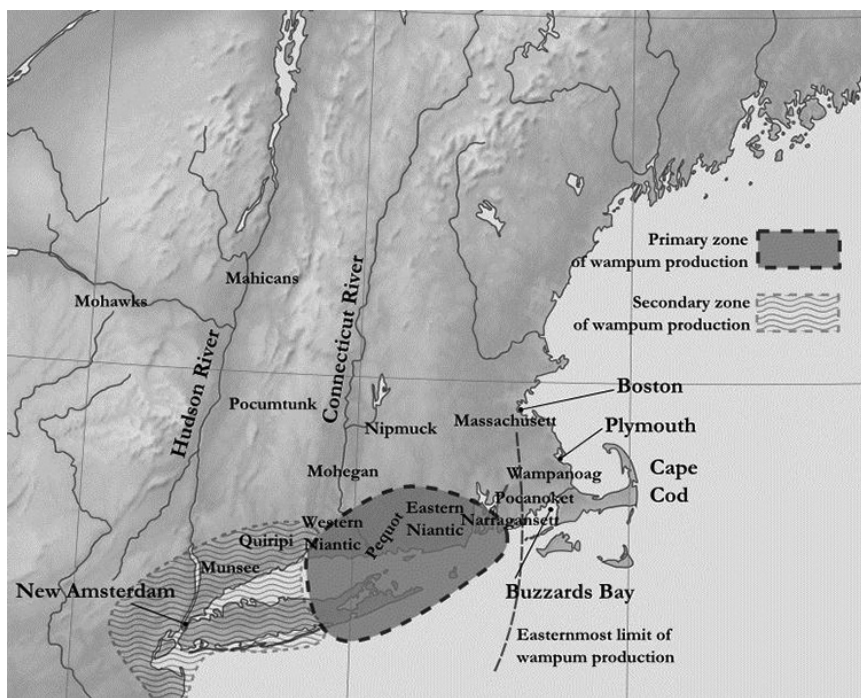 Primary zone
of wampum production
Mahicans
Mohawks
Secondary zone
of wampum production
Hudson River
Connecticut River
Boston
Pocumtunk
Massachusett
Nipmuck
Plymouth
Mohegan
Wampanoag
Cape
Cod
Pocanoket
Eastern
Niantic
Narragansett
Western
Niantic
Pequot
Quiripi
Munsee
New Amsterdam
Buzzards Bay
Easternmost limit of
wampum production